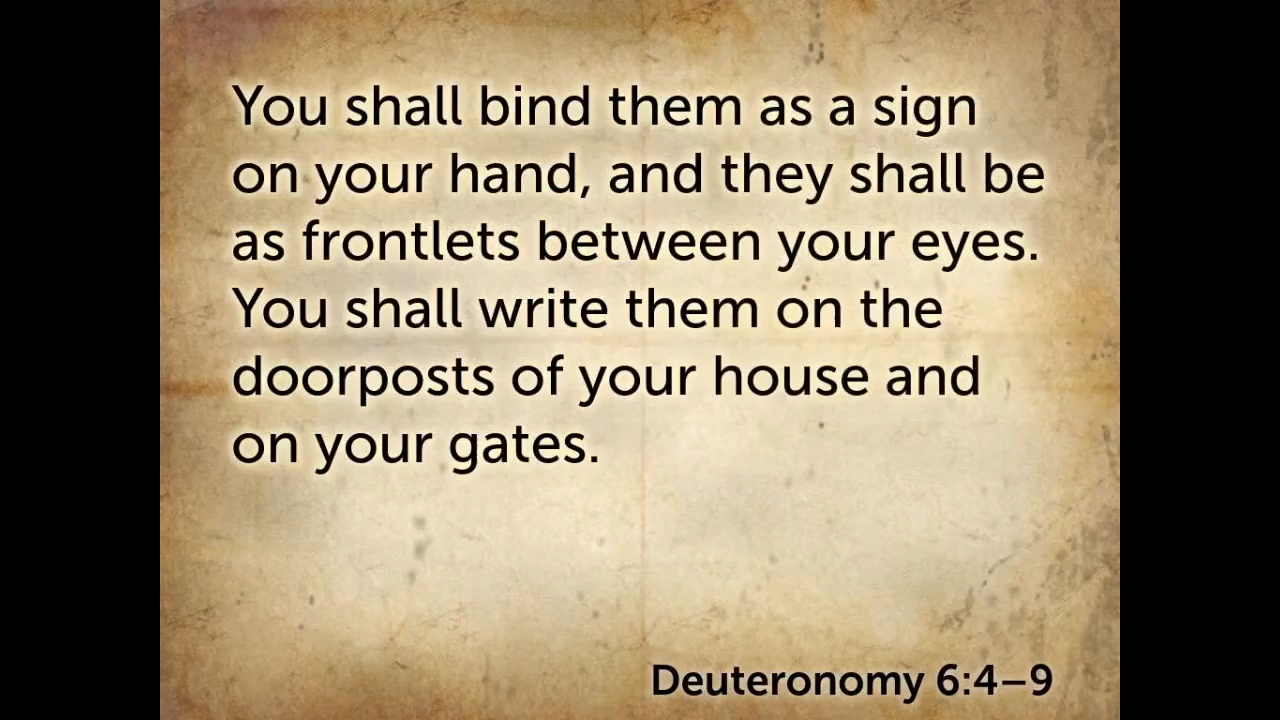 You shall bind them as a sign
on your hand, and they shall be
as frontlets between your eyes.
You shall write them on the
doorposts of your house and
on your gates.
Deuteronomy 6:4–9